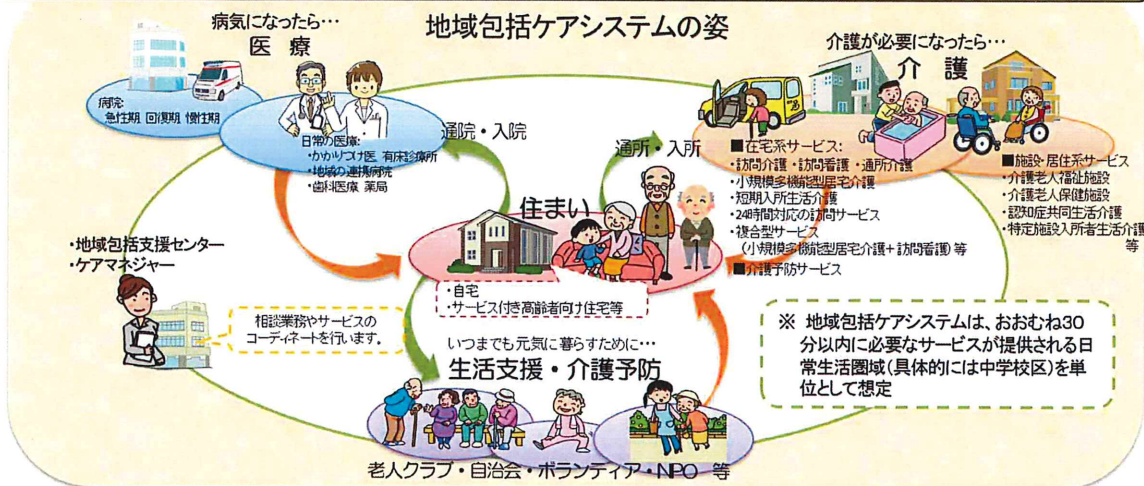 地域包括ケアシステムの姿
病気になったら…
医 療
病院:
急性期 回復期 慢性期
日常の医療:
・かかりつけ医 有床診療所
・地域の連携病院
・歯科医療 薬局
通院・入院
介護が必要になったら…
介 護
通所・入所
■在宅系サービス:
・訪問介護 ・訪問看護 ・通所介護
・小規模多機能型居宅介護
・短期入所生活介護
・24時間対応の訪問サービス
・複合型サービス
(小規模多機能型居宅介護+訪問看護)等
■介護予防サービス
■施設・居住系サービス
・介護老人福祉施設
・介護老人保健施設
・認知症共同生活介護
・特定施設入所者生活介護
等
住まい
・自宅
・サービス付き高齢者向け住宅等
・地域包括支援センター
・ケアマネジャー
相談業務やサービスの
コーディネートを行います。
いつまでも元気に暮らすために…
生活支援・介護予防
老人クラブ・自治会・ボランティア・NPO 等
※ 地域包括ケアシステムは、おおむね30
分以内に必要なサービスが提供される日
常生活圏域(具体的には中学校区)を単
位として想定